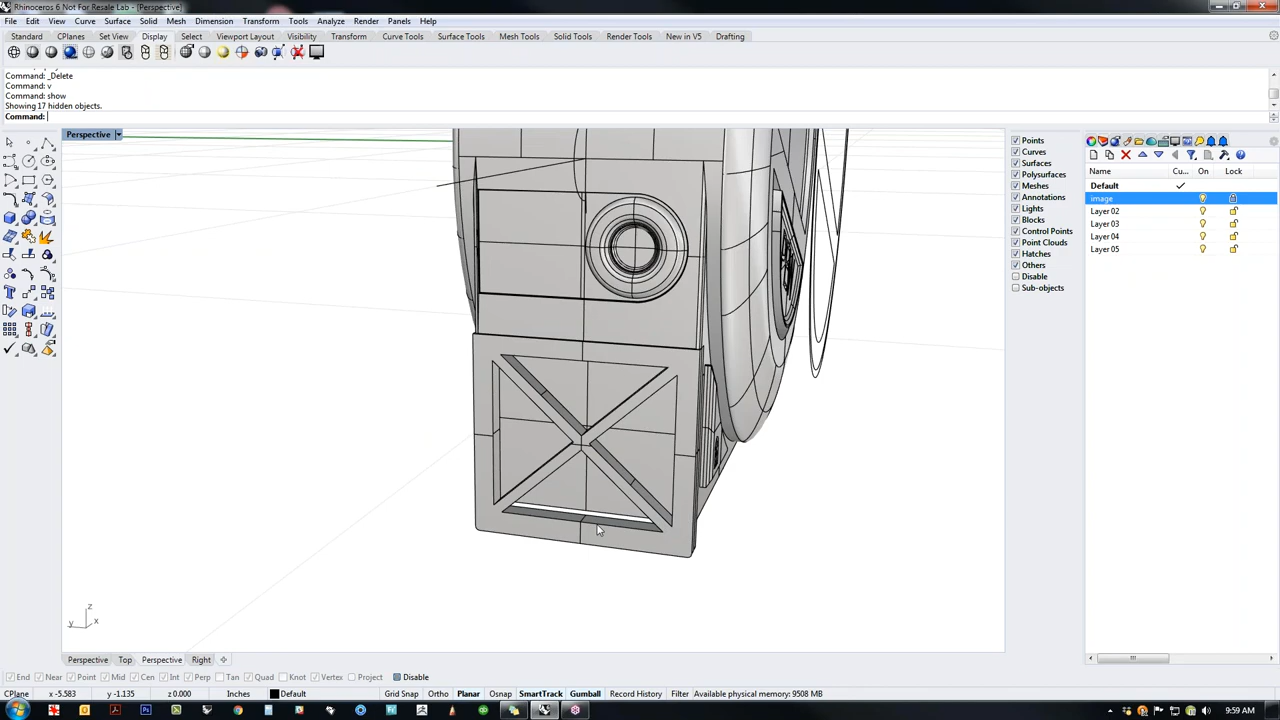 Rhinoceros 6 Not For Resale Lab - [Perspective]
File Edit View Curve Surface Solid Mesh Dimension Transform Tools Analyze Render Panels Help
Standard CPlanes Set View Display Select Viewport Layout Visibility Transform Curve Tools Surface Tools Mesh Tools Solid Tools Render Tools New in V5 Drafting
Command: _Delete
Command: v
Command: show
Showing 17 hidden objects.
Command:
Perspective
Points
Curves
Surfaces
Polysurfaces
Meshes
Annotations
Lights
Blocks
Control Points
Point Clouds
Hatches
Others
Disable
Sub-objects
Name Cu... On Lock
Default
image
Layer 02
Layer 03
Layer 04
Layer 05
z
y x
Perspective Top Perspective Right
End Near Point Mid Cen Int Perp Tan Quad Knot Vertex Project Disable
CPlane x -5.583 y -1.135 z 0.000 Inches Default Grid Snap Ortho Planar Osnap SmartTrack Gumball Record History Filter Available physical memory: 9508 MB
9:59 AM